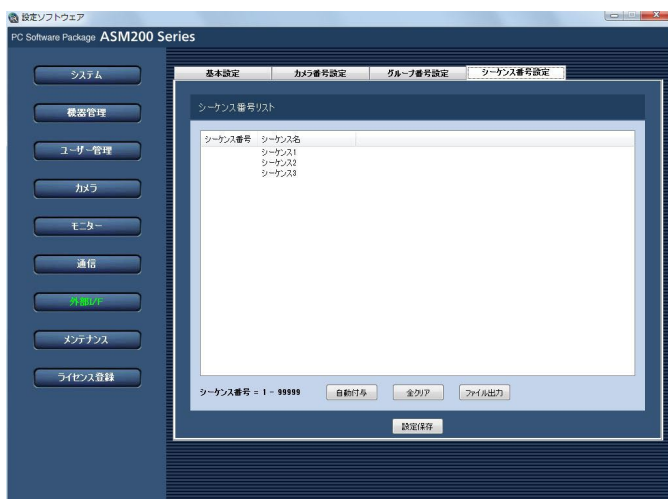 設定ソフトウェア
PC Software Package ASM200 Series
システム
機器管理
ユーザー管理
カメラ
モニター
通信
外部I/F
メンテナンス
ライセンス登録
基本設定 カメラ番号設定 グループ番号設定 シーケンス番号設定
シーケンス番号リスト
シーケンス番号 シーケンス名
シーケンス1
シーケンス2
シーケンス3
シーケンス番号 = 1 - 99999 自動付与 全クリア ファイル出力
設定保存